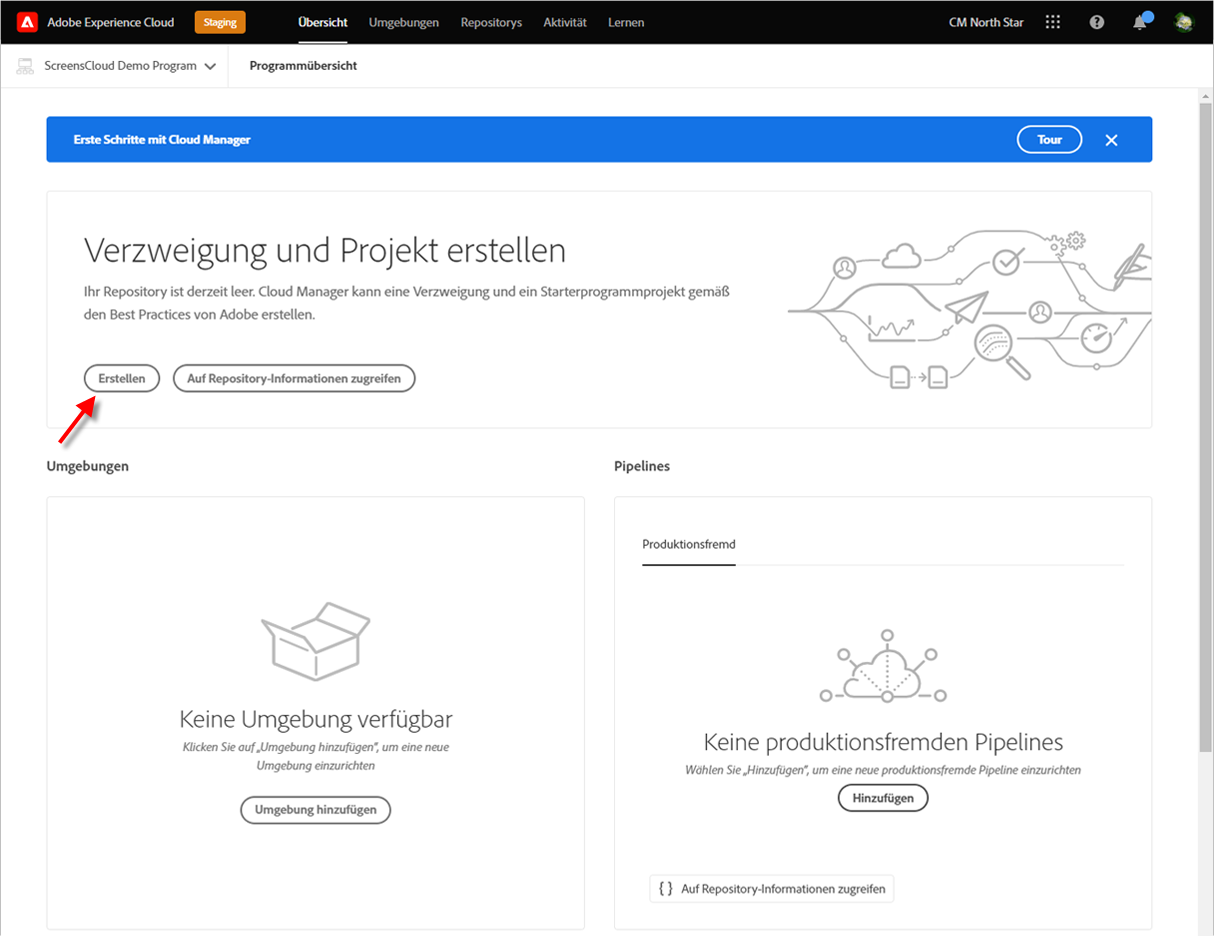 Adobe Experience Cloud Staging Übersicht Umgebungen Repositorys Aktivität Lernen CM North Star
ScreensCloud Demo Program Programmübersicht
Erste Schritte mit Cloud Manager Tour
Verzweigung und Projekt erstellen
Ihr Repository ist derzeit leer. Cloud Manager kann eine Verzweigung und ein Starterprogrammprojekt gemäß
den Best Practices von Adobe erstellen.
Erstellen Auf Repository-Informationen zugreifen
Umgebungen
Keine Umgebung verfügbar
Klicken Sie auf „Umgebung hinzufügen“, um eine neue
Umgebung einzurichten
Umgebung hinzufügen
Pipelines
Produktionsfremd
Keine produktionsfremden Pipelines
Wählen Sie „Hinzufügen“, um eine neue produktionsfremde Pipeline einzurichten
Hinzufügen
{ } Auf Repository-Informationen zugreifen